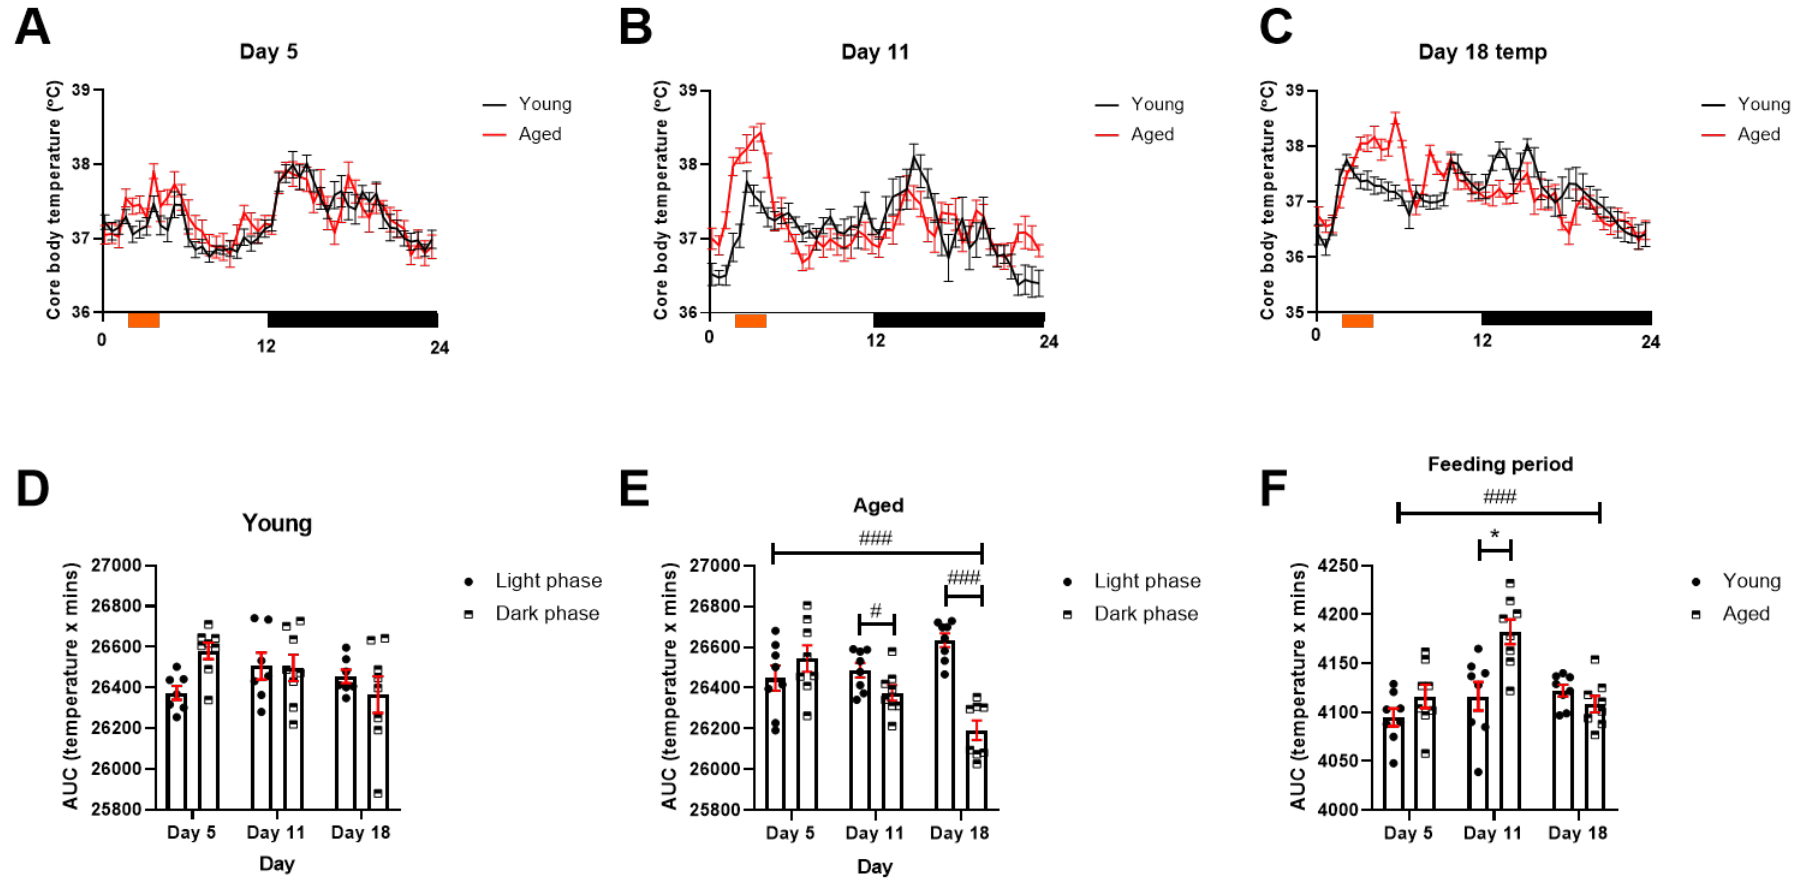 A
B
C
Day 5
Day 11
Day 18 temp
Core body temperature (ºC)
39
38
37
36
0
12
24
Young
Aged
Core body temperature (ºC)
39
38
37
36
0
12
24
Young
Aged
Core body temperature (ºC)
39
38
37
36
35
0
12
24
Young
Aged
D
Young
AUC (temperature x mins)
27000
26800
26600
26400
26200
26000
25800
Day 5
Day 11
Day 18
Day
Light phase
Dark phase
E
Aged
###
###
#
AUC (temperature x mins)
27000
26800
26600
26400
26200
26000
25800
Day 5
Day 11
Day 18
Day
Light phase
Dark phase
F
Feeding period
###
*
AUC (temperature x mins)
4250
4200
4150
4100
4050
4000
Day 5
Day 11
Day 18
Young
Aged